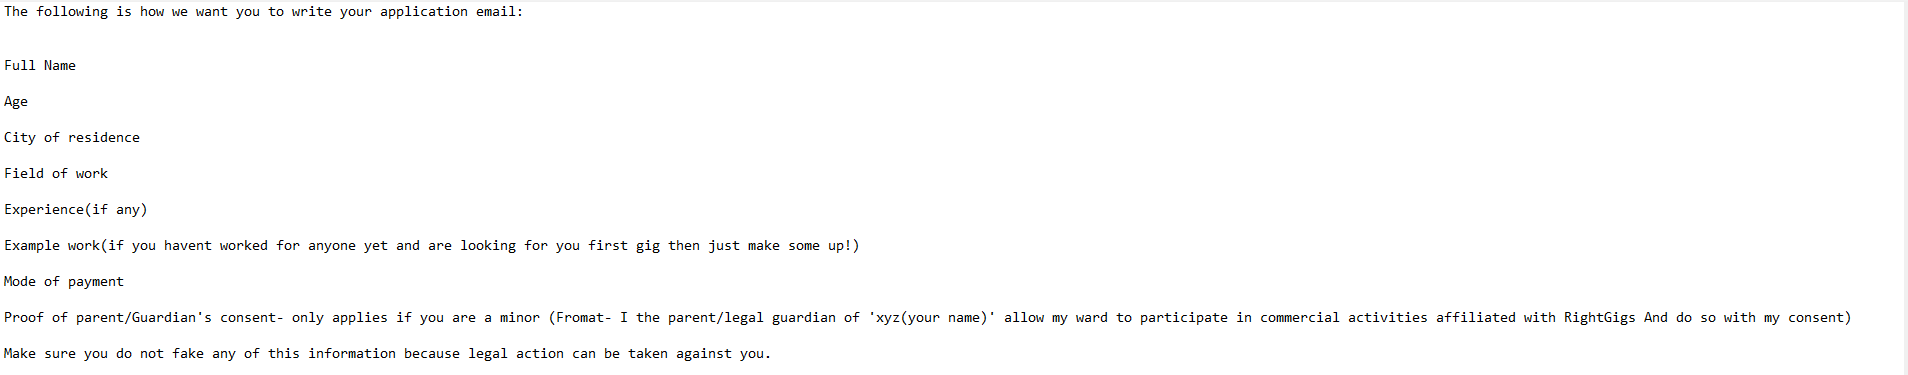 The following is how we want you to write your application email:
Full Name
Age
City of residence
Field of work
Experience(if any)
Example work(if you havent worked for anyone yet and are looking for you first gig then just make some up!)
Mode of payment
Proof of parent/Guardian's consent- only applies if you are a minor (Fromat- I the parent/legal guardian of 'xyz(your name)' allow my ward to participate in commercial activities affiliated with RightGigs And do so with my consent)
Make sure you do not fake any of this information because legal action can be taken against you.